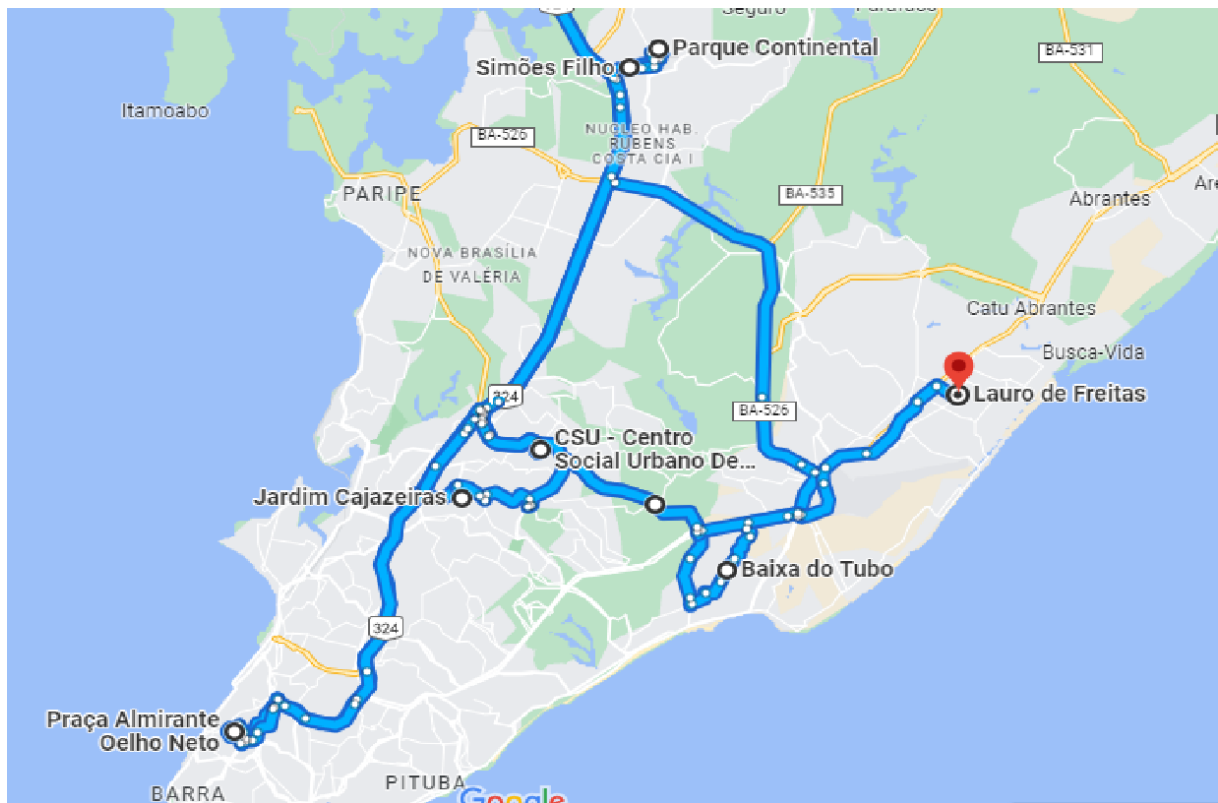 Seguro
Parque Continental
Simões Filho
BA-531
Itamoabo
BA-526
NUCLEO HAB.
RUBENS
COSTA CIA I
PARIPE
BA-535
Abrantes
Are
NOVA BRASÍLIA
DE VALÉRIA
Catu Abrantes
Busca-Vida
324
Lauro de Freitas
BA-526
CSU - Centro
Social Urbano De...
Jardim Cajazeiras
Baixa do Tubo
324
Praça Almirante
Oelho Neto
PITUBA
BARRA
Google